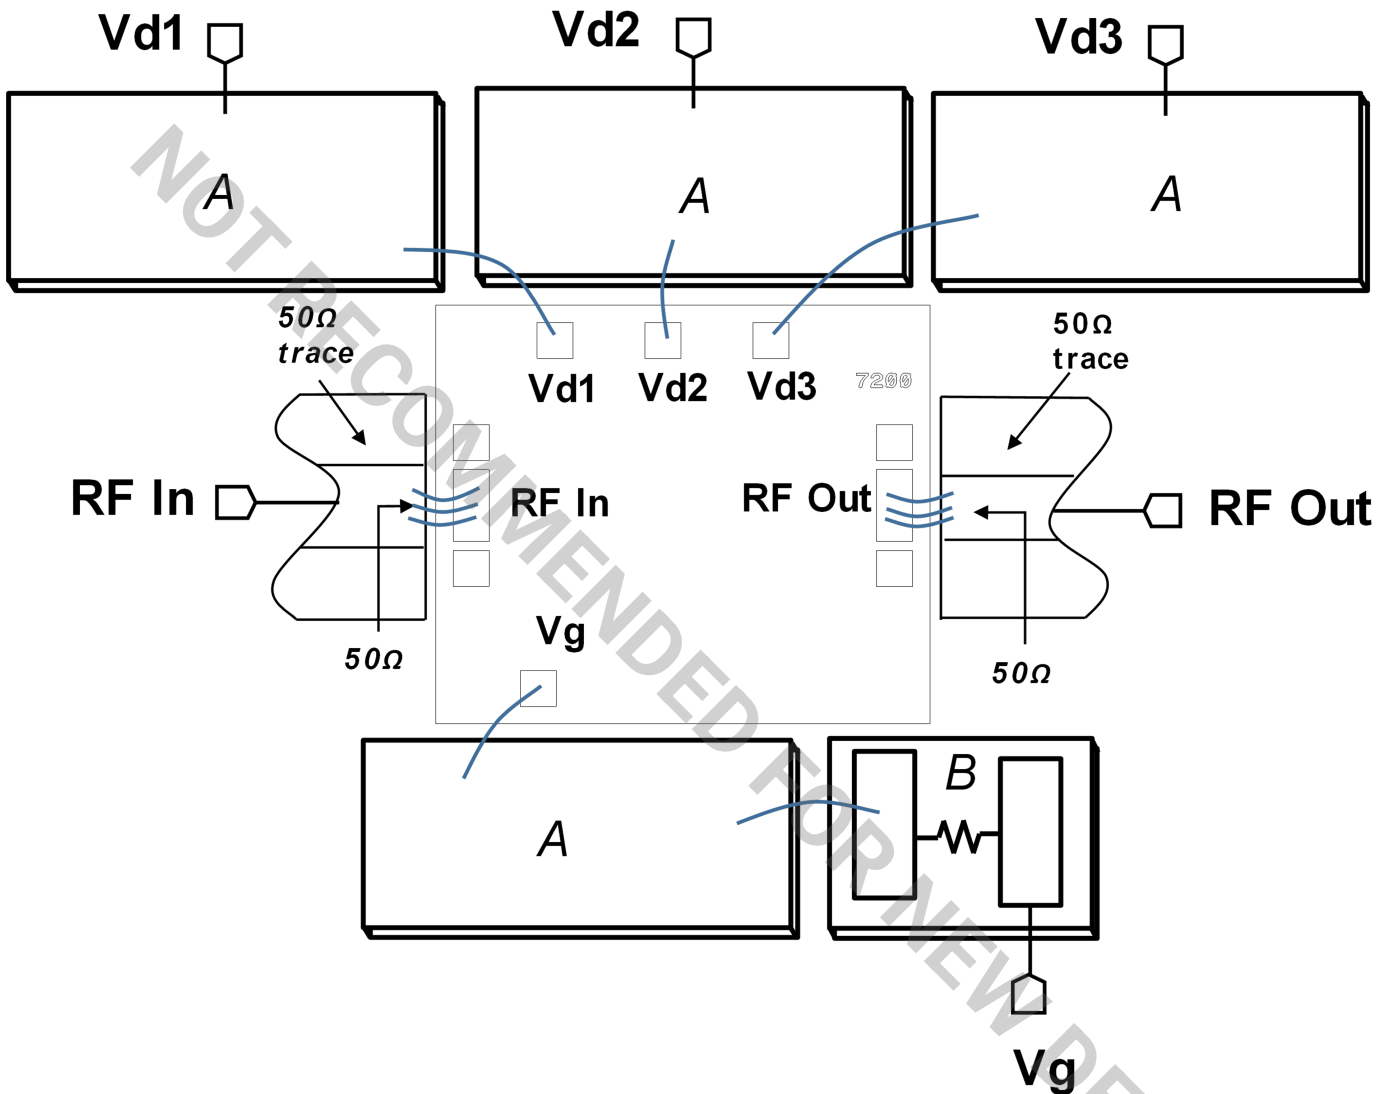 Vd1
Vd2
Vd3
A
A
A
50Ω
trace
50Ω
trace
Vd1
Vd2
Vd3
7200
RF In
RF In
RF Out
RF Out
50Ω
50Ω
Vg
A
B
Vg
NOT RECOMMENDED FOR NEW DE